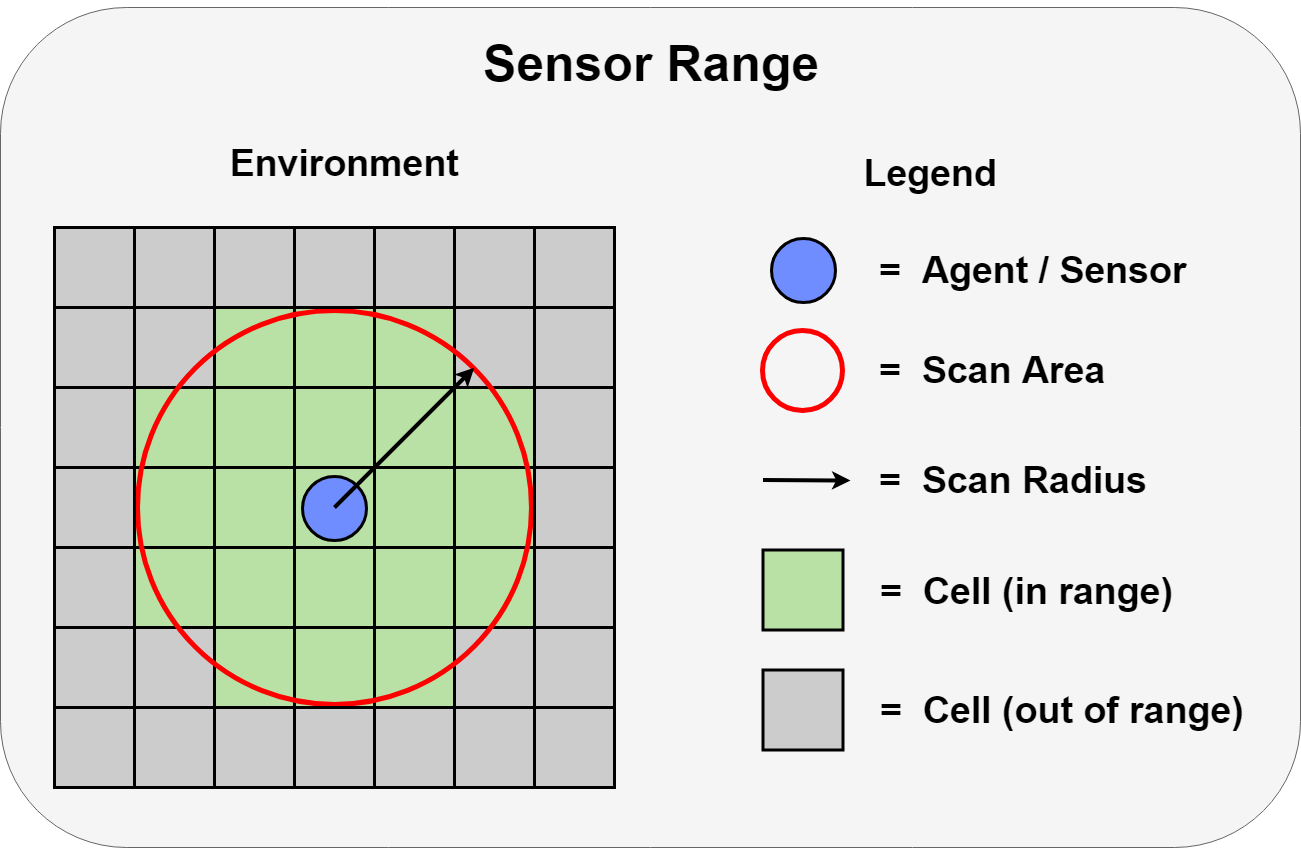 Sensor Range
Environment
Legend
= Agent / Sensor
= Scan Area
= Scan Radius
= Cell (in range)
= Cell (out of range)